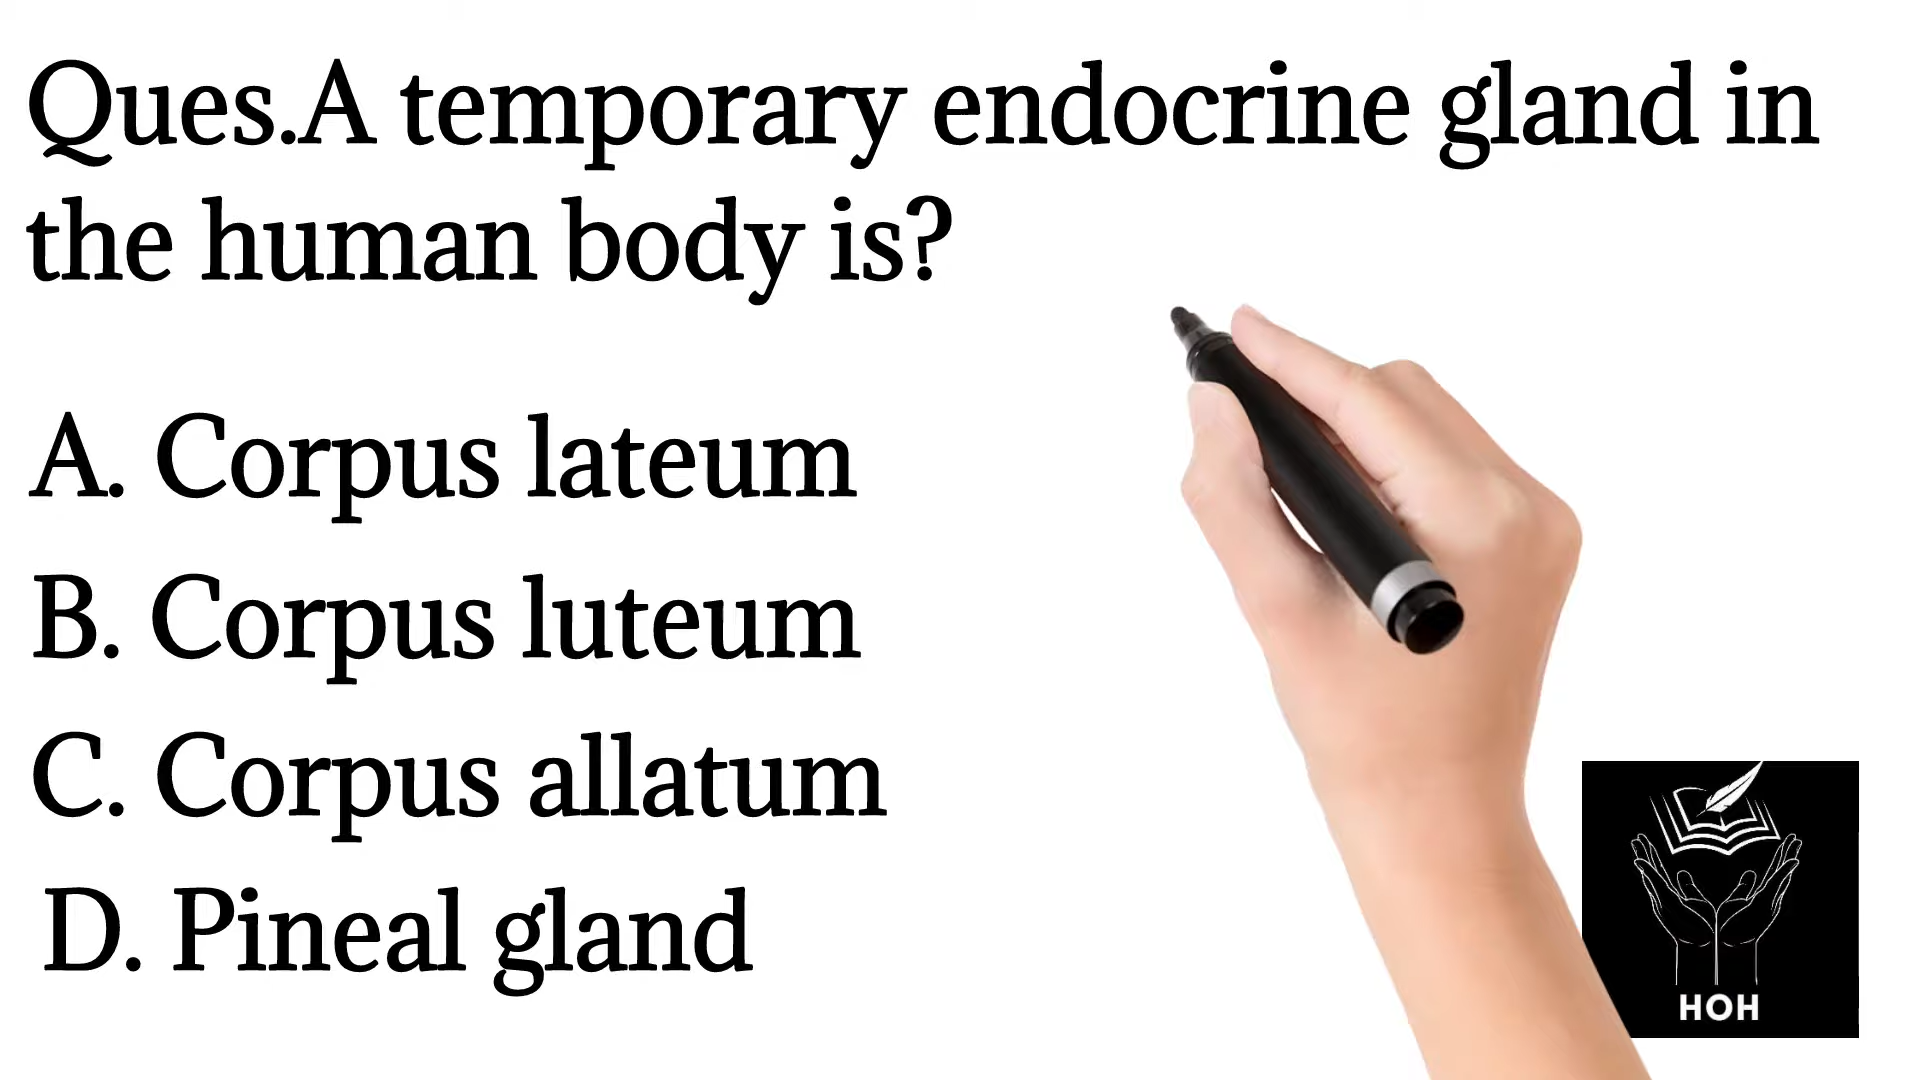 Ques.A temporary endocrine gland in
the human body is?
A. Corpus lateum
B. Corpus luteum
C. Corpus allatum
D. Pineal gland
HOH